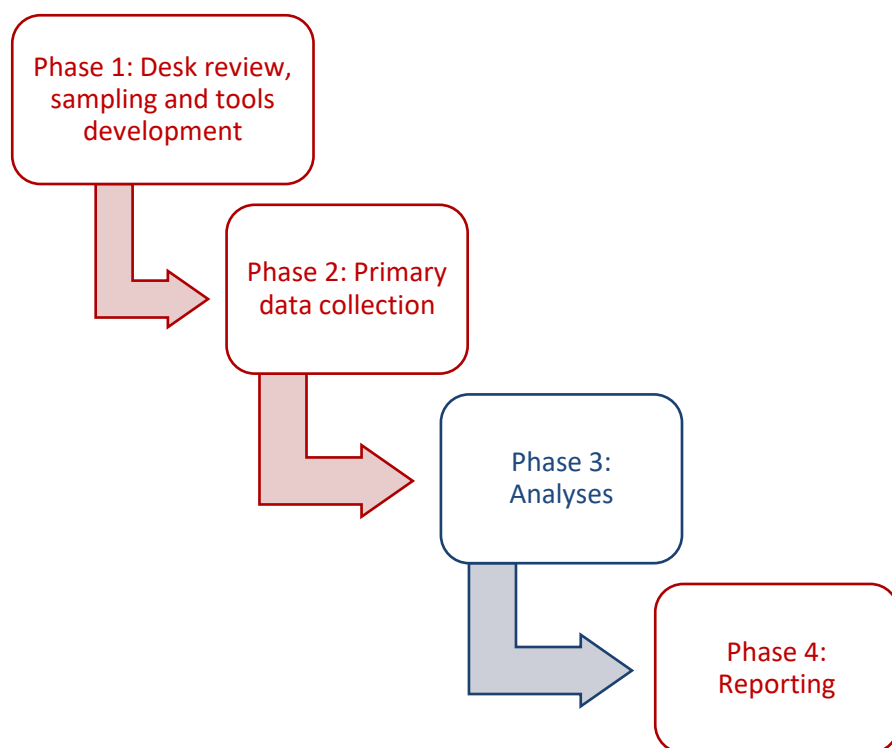 Phase 1: Desk review,
sampling and tools
development
Phase 2: Primary
data collection
Phase 3:
Analyses
Phase 4:
Reporting